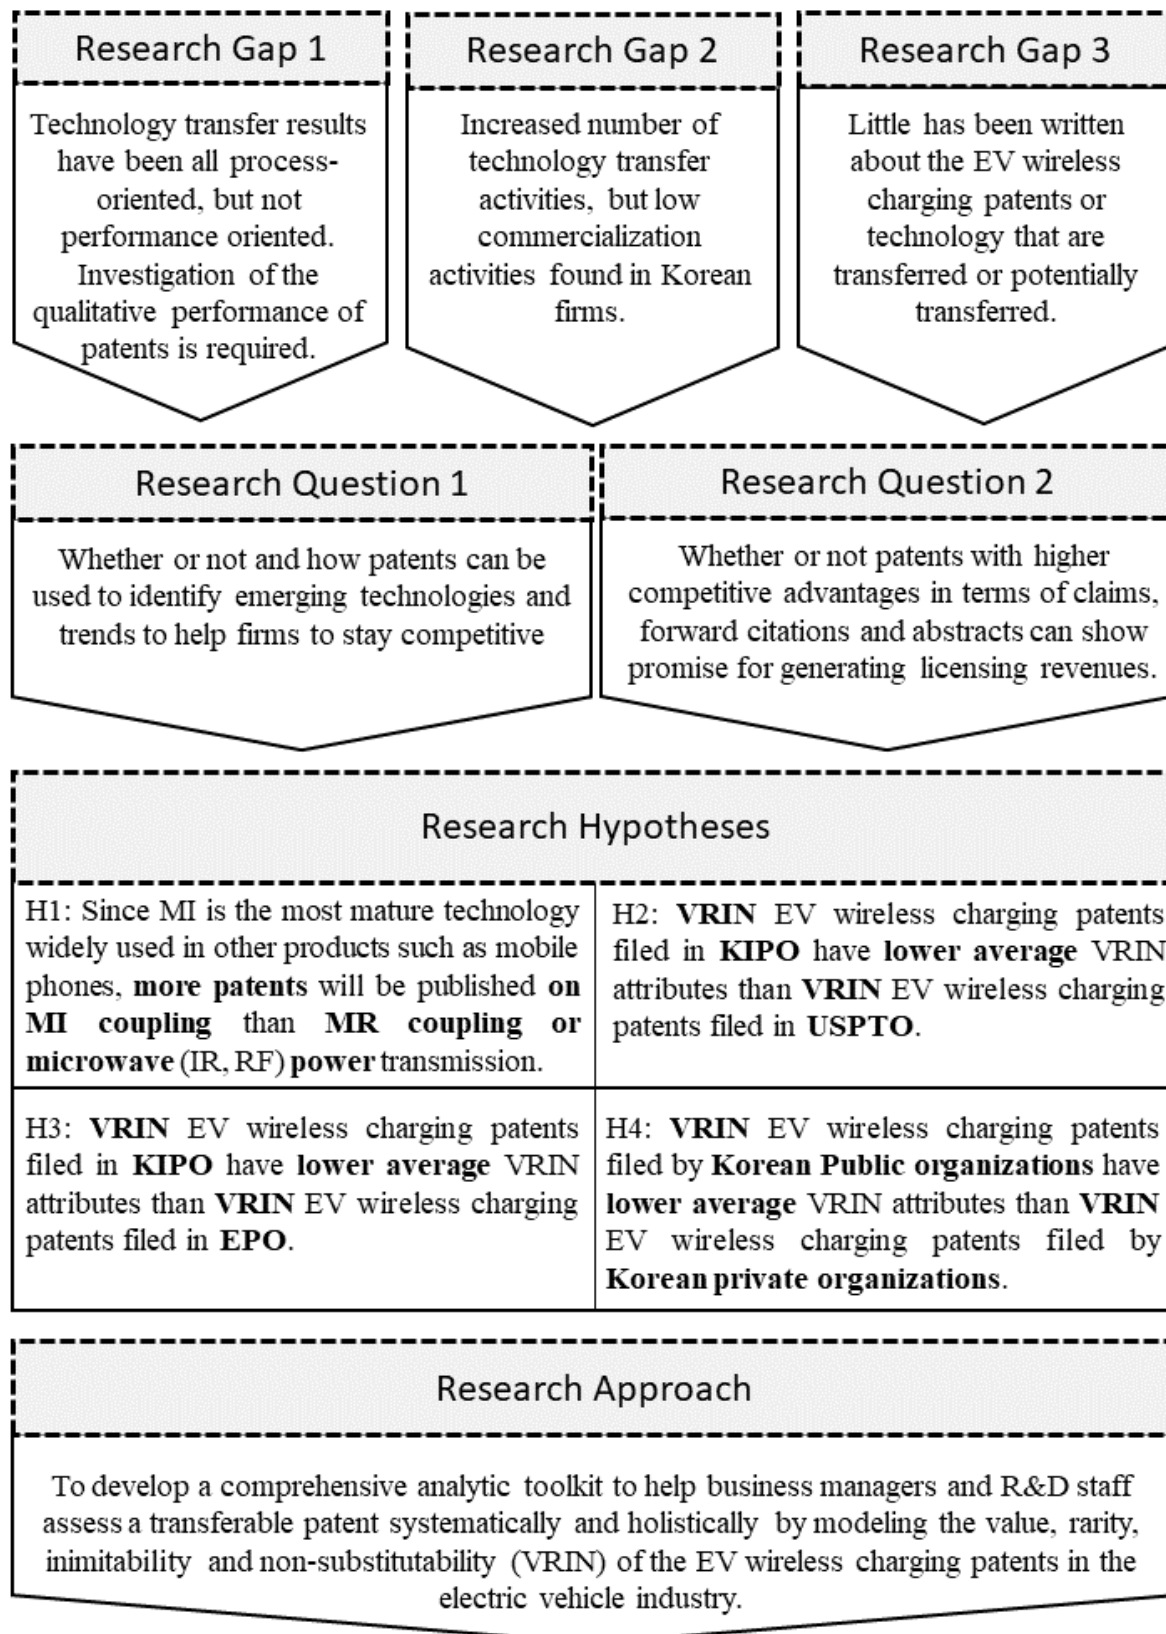 Research Gap 1
Technology transfer results
have been all process-
oriented, but not
performance oriented.
Investigation of the
qualitative performance of
patents is required.
Research Gap 2
Increased number of
technology transfer
activities, but low
commercialization
activities found in Korean
firms.
Research Gap 3
Little has been written
about the EV wireless
charging patents or
technology that are
transferred or potentially
transferred.
Research Question 1
Whether or not and how patents can be
used to identify emerging technologies and
trends to help firms to stay competitive
Research Question 2
Whether or not patents with higher
competitive advantages in terms of claims,
forward citations and abstracts can show
promise for generating licensing revenues.
Research Hypotheses
H1: Since MI is the most mature technology
widely used in other products such as mobile
phones, more patents will be published on
MI coupling than MR coupling or
microwave (IR, RF) power transmission.
H2: VRIN EV wireless charging patents
filed in KIPO have lower average VRIN
attributes than VRIN EV wireless charging
patents filed in USPTO.
H3: VRIN EV wireless charging patents
filed in KIPO have lower average VRIN
attributes than VRIN EV wireless charging
patents filed in EPO.
H4: VRIN EV wireless charging patents
filed by Korean Public organizations have
lower average VRIN attributes than VRIN
EV wireless charging patents filed by
Korean private organizations.
Research Approach
To develop a comprehensive analytic toolkit to help business managers and R&D staff
assess a transferable patent systematically and holistically by modeling the value, rarity,
inimitability and non-substitutability (VRIN) of the EV wireless charging patents in the
electric vehicle industry.